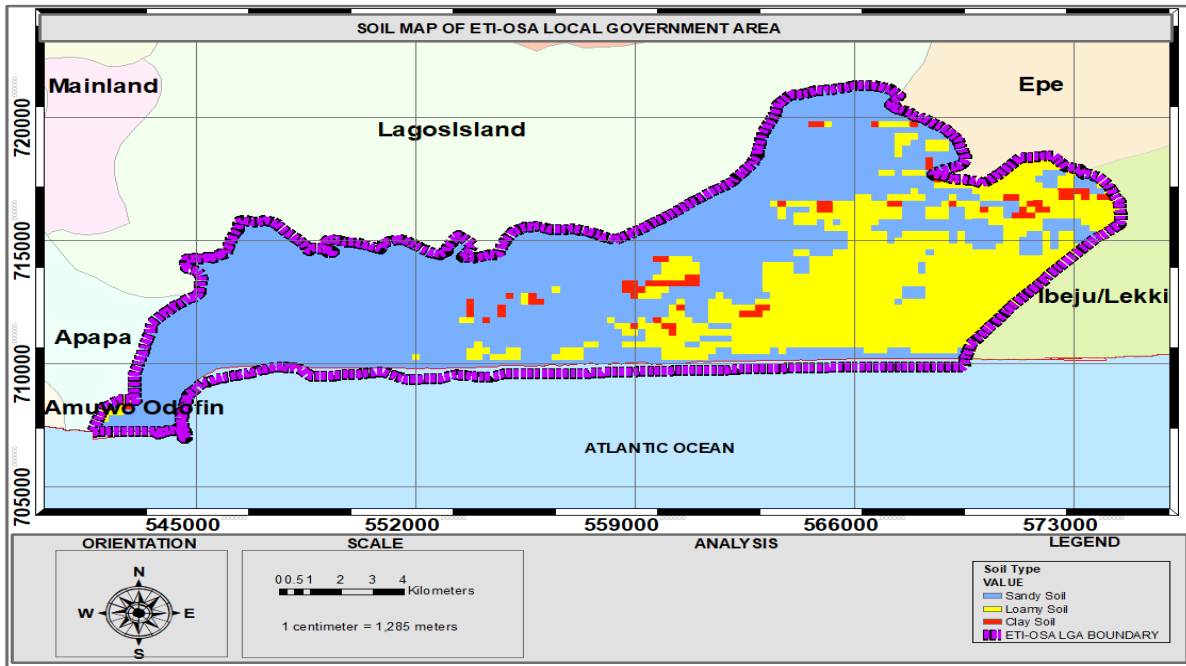 SOIL MAP OF ETI-OSA LOCAL GOVERNMENT AREA
Mainland
Epe
LagosIsland
Ibeju/Lekki
Apapa
Amuwo Odofin
ATLANTIC OCEAN
720000
715000
710000
705000
545000 552000 559000 566000 573000
ORIENTATION
N
W E
S
SCALE
0 0.5 1 2 3 4
Kilometers
1 centimeter = 1,285 meters
ANALYSIS
LEGEND
Soil Type
VALUE
Sandy Soil
Loamy Soil
Clay Soil
ETI-OSA LGA BOUNDARY